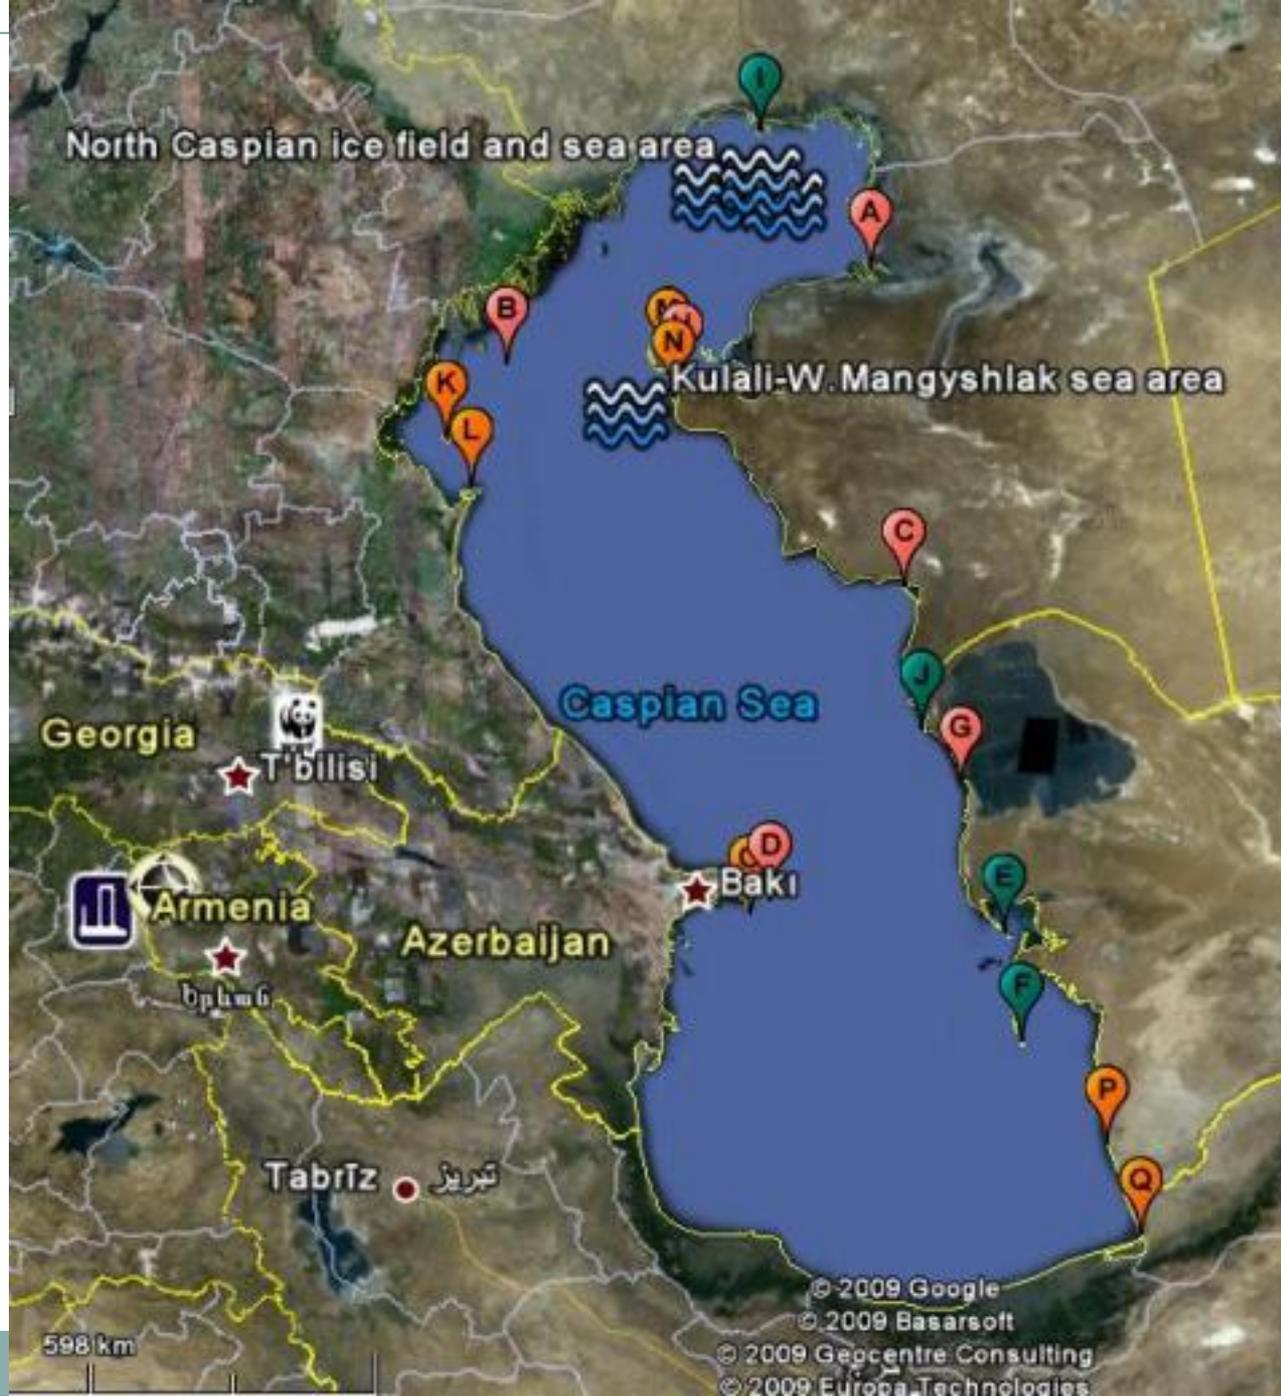 I
North Caspian ice field and sea area
A
B
N
K
Kulali-W.Mangyshlak sea area
L
C
J
Caspian Sea
G
Georgia
T'bilisi
D
E
Bakı
Armenia
Azerbaijan
F
Երևան
P
Tabrīz تبریز
Q
© 2009 Google
© 2009 Basarsoft
598 km
© 2009 Geocentre Consulting
© 2009 Europa Technologies